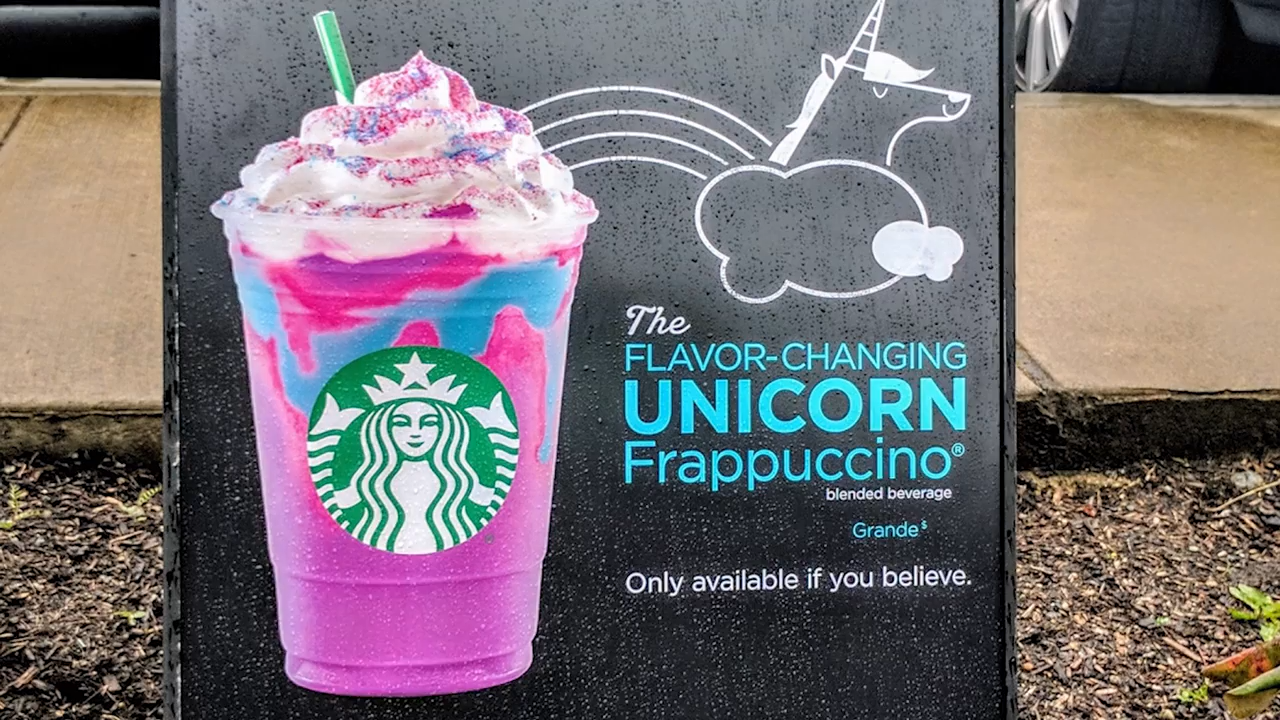 The
FLAVOR-CHANGING
UNICORN
Frappuccino®
blended beverage
Grande $
Only available if you believe.